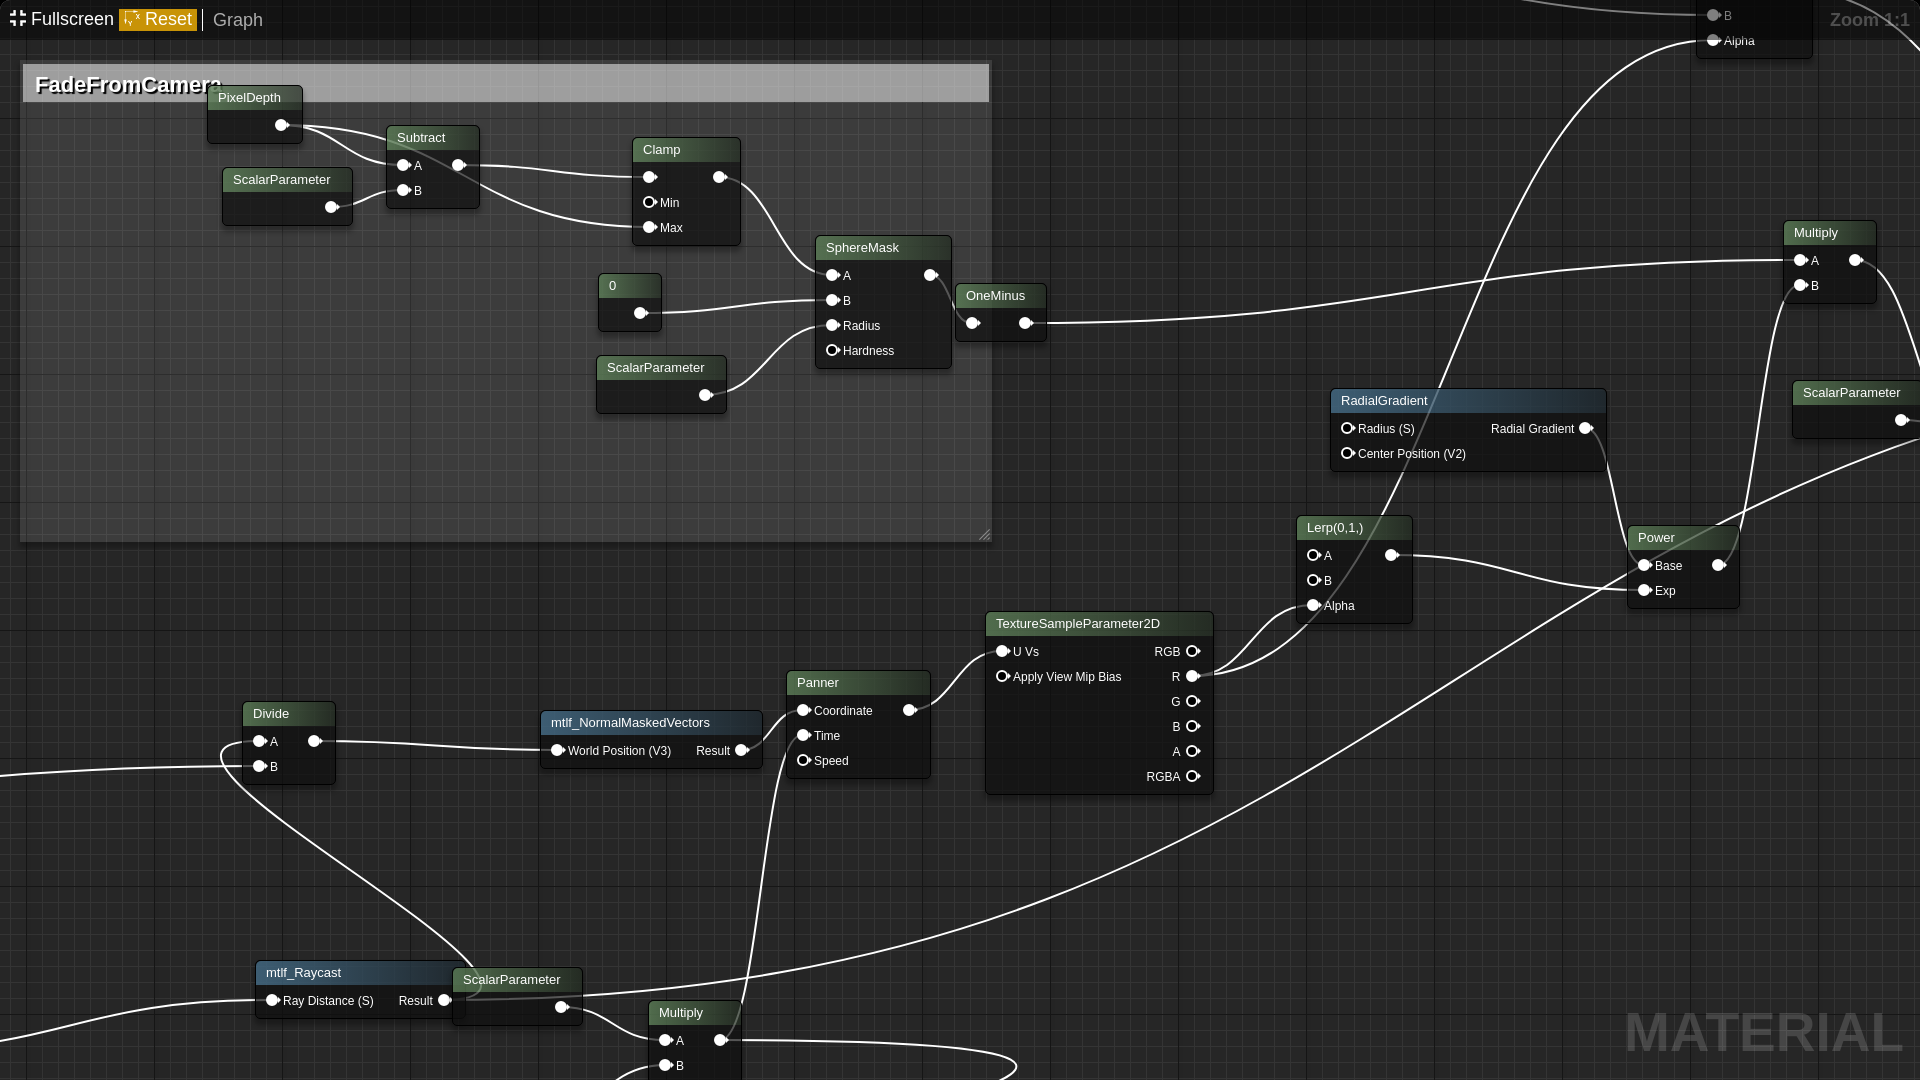 Fullscreen Reset Graph
Zoom 1:1
B
Alpha
FadeFromCamera
PixelDepth
Subtract
A
B
ScalarParameter
Clamp
Min
Max
SphereMask
A
B
Radius
Hardness
0
OneMinus
ScalarParameter
Multiply
A
B
ScalarParameter
RadialGradient
Radius (S) Radial Gradient
Center Position (V2)
Lerp(0,1,)
A
B
Alpha
Power
Base
Exp
TextureSampleParameter2D
U Vs RGB
Apply View Mip Bias R
G
B
A
RGBA
Panner
Coordinate
Time
Speed
mtlf_NormalMaskedVectors
World Position (V3) Result
Divide
A
B
mtlf_Raycast
Ray Distance (S) Result
ScalarParameter
Multiply
A
B
MATERIAL